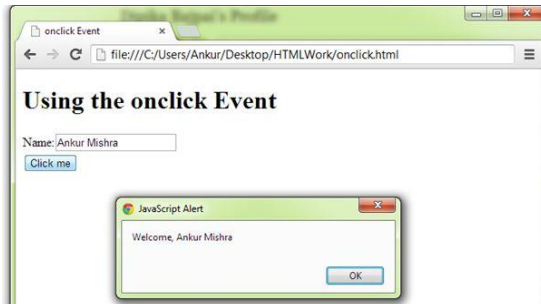 onclick Event
file:///C:/Users/Ankur/Desktop/HTMLWork/onclick.html
Using the onclick Event
Name: Ankur Mishra
Click me
JavaScript Alert
Welcome, Ankur Mishra
OK